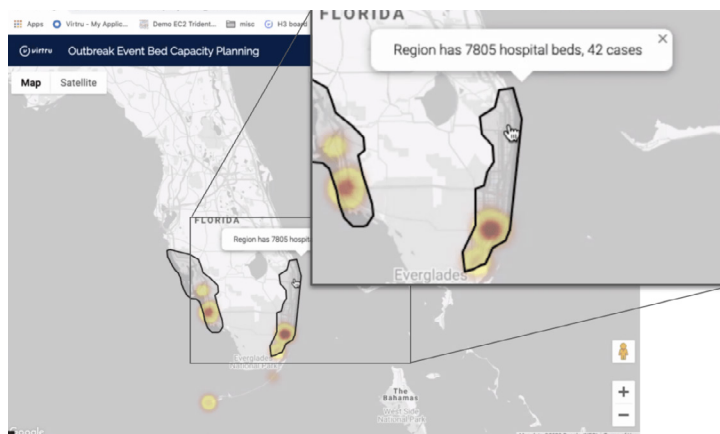 Apps
Virtru - My Applic...
Demo EC2 Trident...
misc
H3 board
virtru
Outbreak Event Bed Capacity Planning
Map
Satellite
FLORIDA
Region has 7805 hospital beds, 42 cases
×
Everglades
FLORIDA
Region has 7805 hospit
Everglades
National Park
The
Bahamas
West Side
National Park
+
−
Google